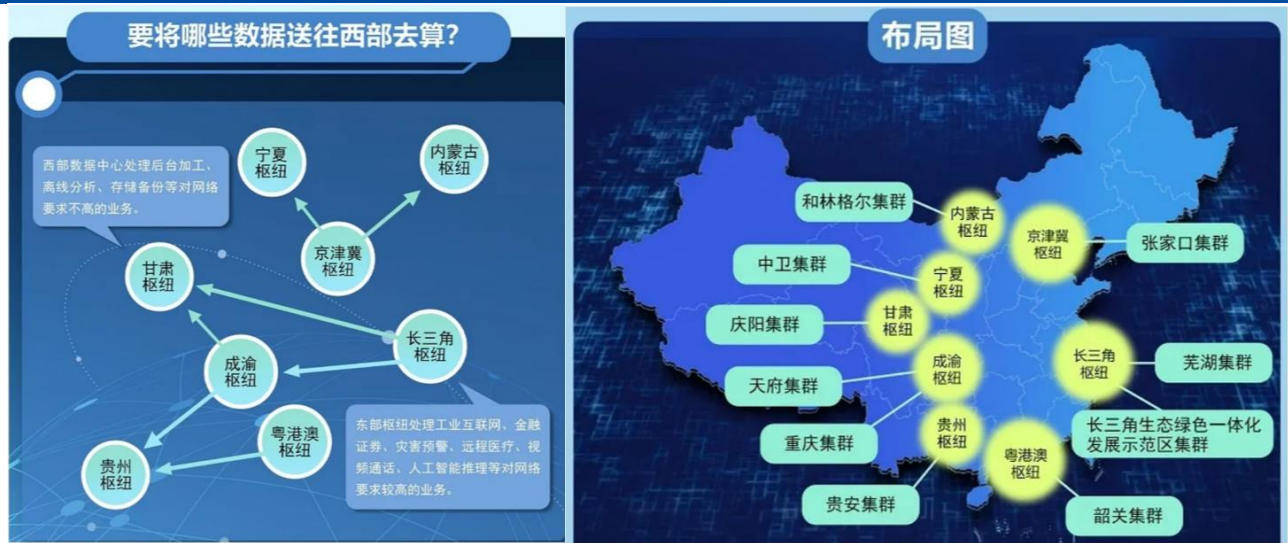 要将哪些数据送往西部去算?
西部数据中心处理后台加工、
离线分析、存储备份等对网络
要求不高的业务。
宁夏
枢纽
内蒙古
枢纽
京津冀
枢纽
甘肃
枢纽
长三角
枢纽
成渝
枢纽
粤港澳
枢纽
贵州
枢纽
东部枢纽处理工业互联网、金融
证券、灾害预警、远程医疗、视
频通话、人工智能推理等对网络
要求较高的业务。
布局图
和林格尔集群
内蒙古
枢纽
京津冀
枢纽
张家口集群
中卫集群
宁夏
枢纽
庆阳集群
甘肃
枢纽
天府集群
成渝
枢纽
长三角
枢纽
芜湖集群
重庆集群
贵州
枢纽
长三角生态绿色一体化
发展示范区集群
粤港澳
枢纽
贵安集群
韶关集群